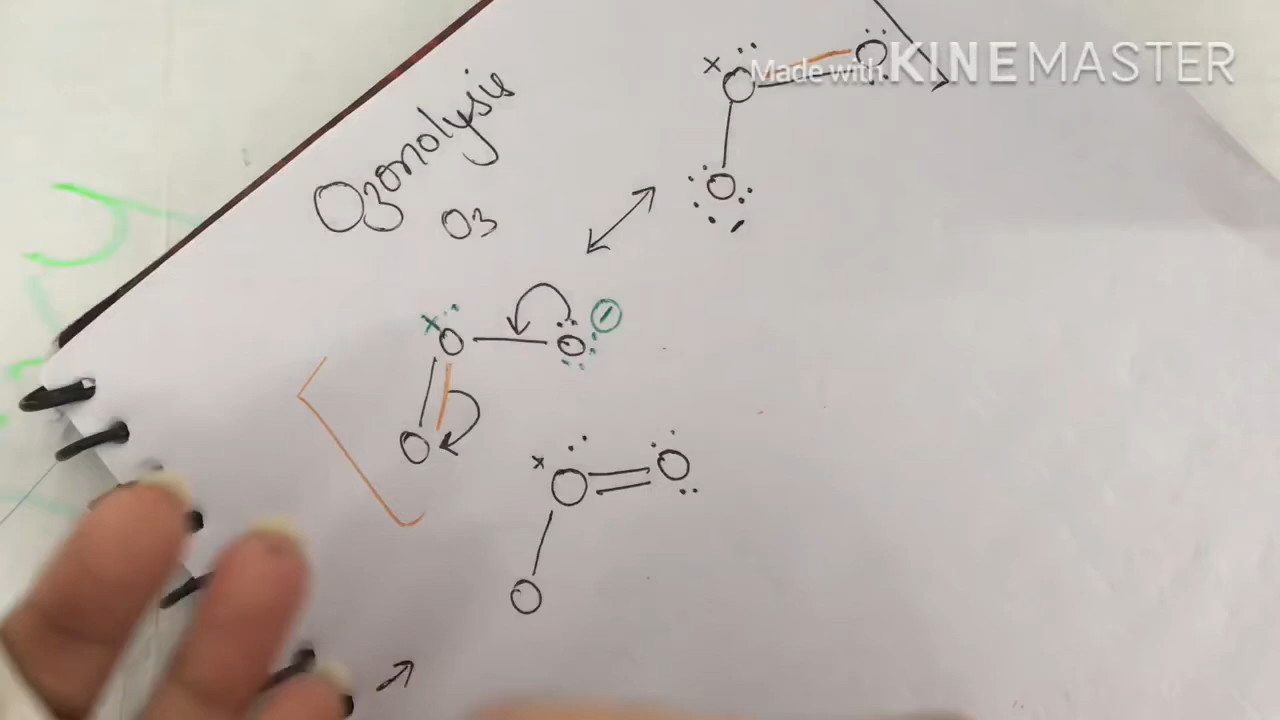 Made with KINEMASTER
Ozonolysis
O3
x O O
O
x O O ⊖
O
x O O
O